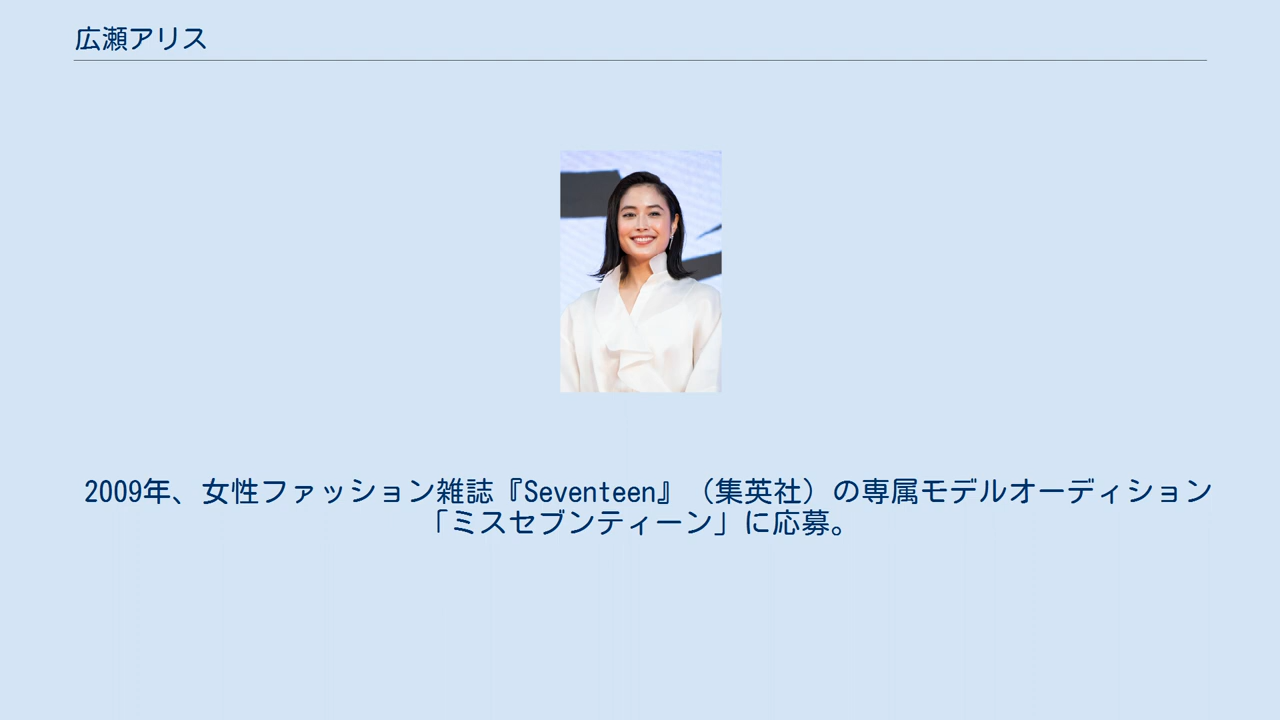 広瀬アリス
2009年、女性ファッション雑誌『Seventeen』（集英社）の専属モデルオーディション
「ミスセブンティーン」に応募。